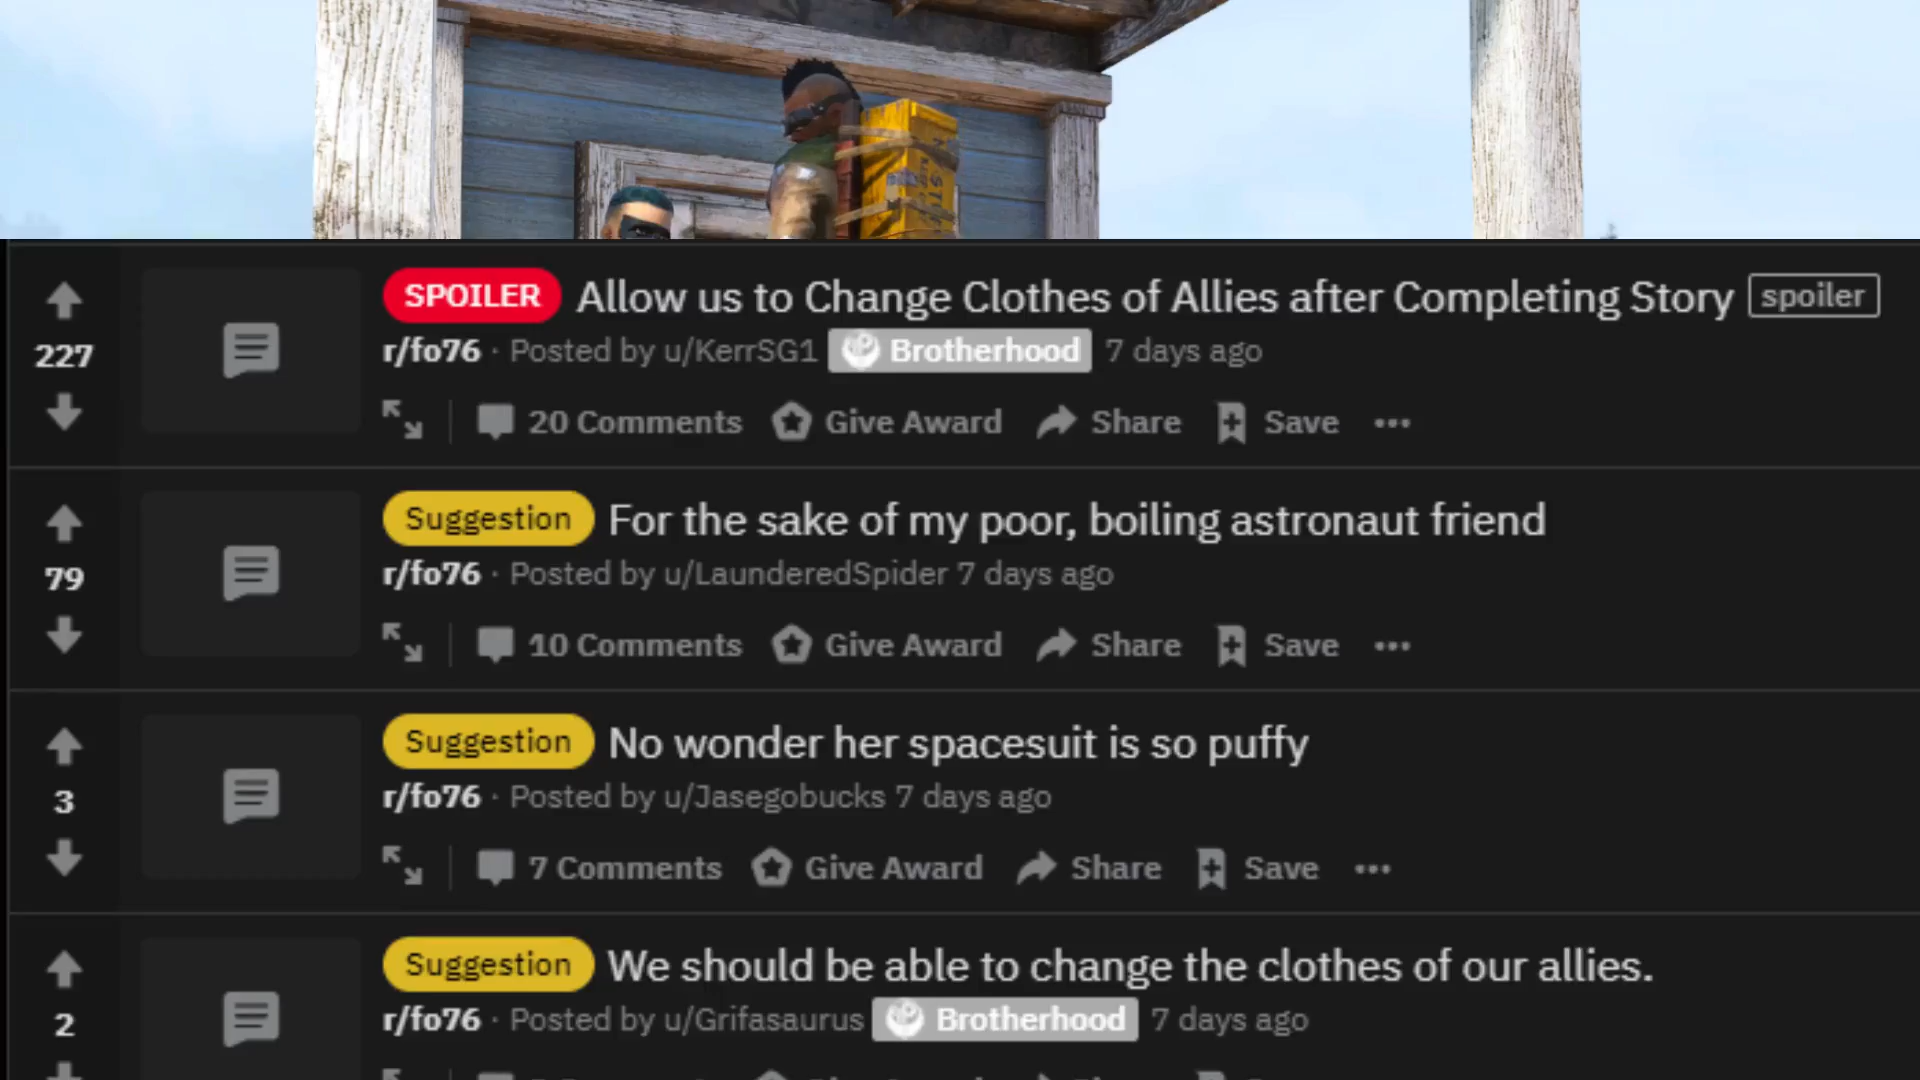 SPOILER Allow us to Change Clothes of Allies after Completing Story spoiler
227
r/fo76 · Posted by u/KerrSG1 Brotherhood 7 days ago
20 Comments Give Award Share Save
Suggestion For the sake of my poor, boiling astronaut friend
79
r/fo76 · Posted by u/LaunderedSpider 7 days ago
10 Comments Give Award Share Save
Suggestion No wonder her spacesuit is so puffy
3
r/fo76 · Posted by u/Jasegobucks 7 days ago
7 Comments Give Award Share Save
Suggestion We should be able to change the clothes of our allies.
2
r/fo76 · Posted by u/Grifasaurus Brotherhood 7 days ago